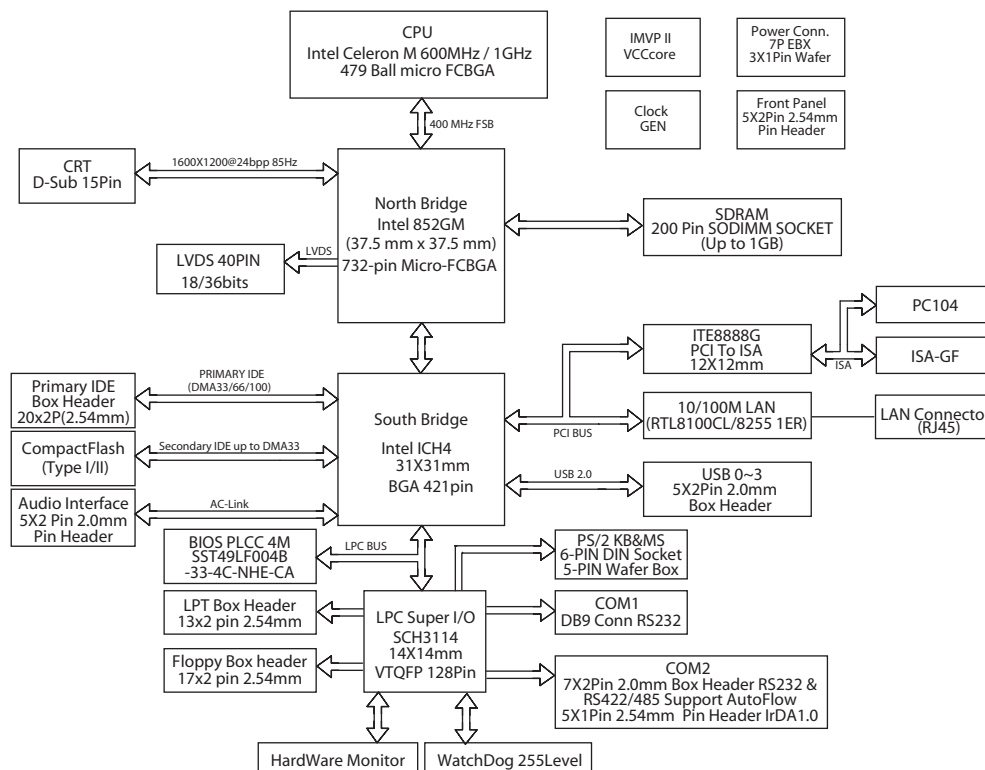 CPU
Intel Celeron M 600MHz / 1GHz
479 Ball micro FCBGA
IMVP II
VCCcore
Power Conn.
7P EBX
3X1Pin Wafer
Clock
GEN
Front Panel
5X2Pin 2.54mm
Pin Header
400 MHz FSB
CRT
D-Sub 15Pin
1600X1200@24bpp 85Hz
North Bridge
Intel 852GM
(37.5 mm x 37.5 mm)
732-pin Micro-FCBGA
SDRAM
200 Pin SODIMM SOCKET
(Up to 1GB)
LVDS 40PIN
18/36bits
LVDS
PC104
ITE8888G
PCI To ISA
12X12mm
ISA
ISA-GF
Primary IDE
Box Header
20x2P(2.54mm)
PRIMARY IDE
(DMA33/66/100)
South Bridge
Intel ICH4
31X31mm
BGA 421pin
PCI BUS
10/100M LAN
(RTL8100CL/8255 1ER)
LAN Connecto
(RJ45)
CompactFlash
(Type I/II)
Secondary IDE up to DMA33
USB 2.0
USB 0~3
5X2Pin 2.0mm
Box Header
Audio Interface
5X2 Pin 2.0mm
Pin Header
AC-Link
BIOS PLCC 4M
SST49LF004B
-33-4C-NHE-CA
LPC BUS
PS/2 KB&MS
6-PIN DIN Socket
5-PIN Wafer Box
LPT Box Header
13x2 pin 2.54mm
LPC Super I/O
SCH3114
14X14mm
VTQFP 128Pin
COM1
DB9 Conn RS232
Floppy Box header
17x2 pin 2.54mm
COM2
7X2Pin 2.0mm Box Header RS232 &
RS422/485 Support AutoFlow
5X1Pin 2.54mm Pin Header IrDA1.0
HardWare Monitor
WatchDog 255Level